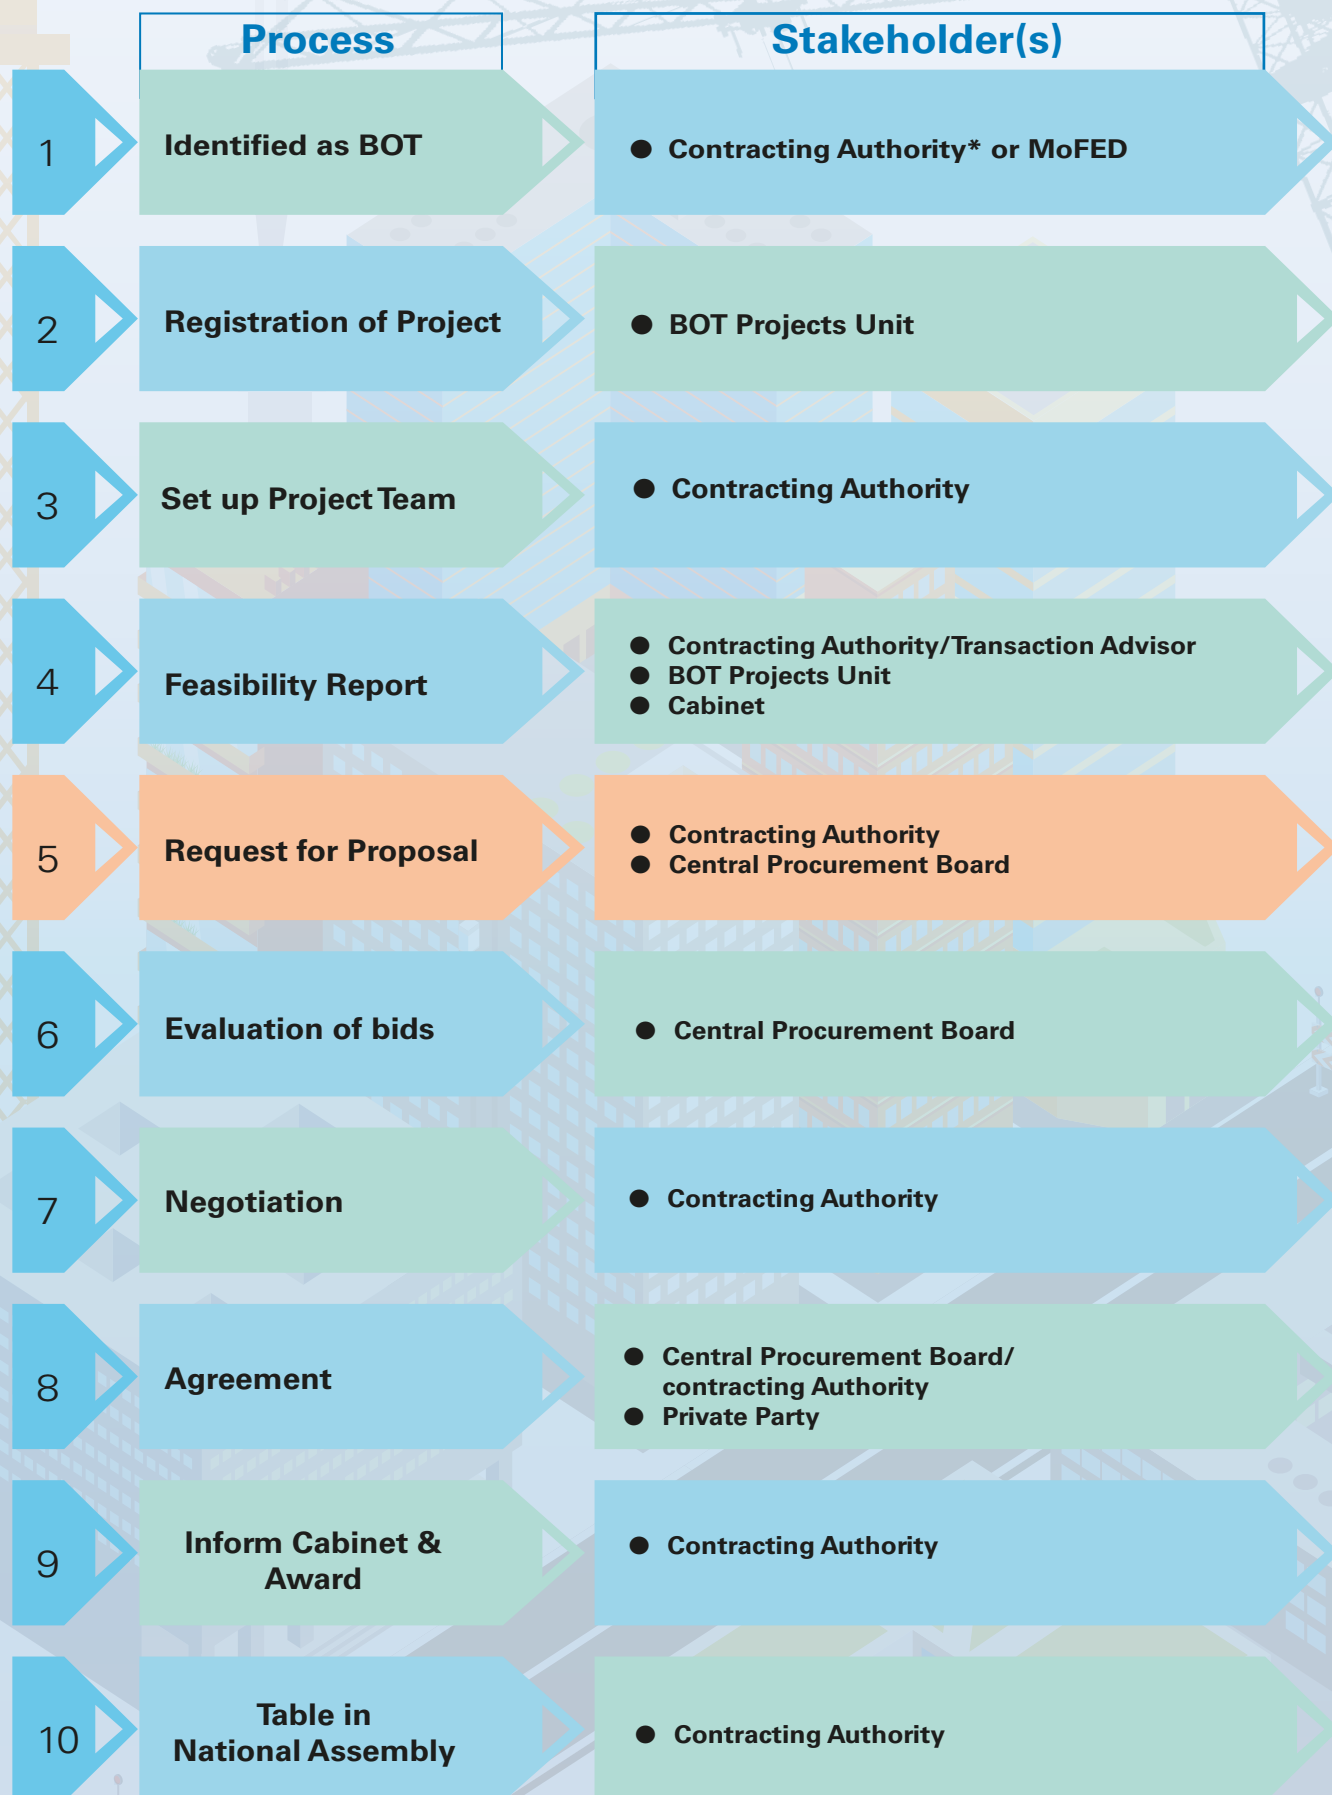 Process
Stakeholder(s)
1
Identified as BOT
● Contracting Authority* or MoFED
2
Registration of Project
● BOT Projects Unit
3
Set up Project Team
● Contracting Authority
4
Feasibility Report
● Contracting Authority/Transaction Advisor
● BOT Projects Unit
● Cabinet
5
Request for Proposal
● Contracting Authority
● Central Procurement Board
6
Evaluation of bids
● Central Procurement Board
7
Negotiation
● Contracting Authority
8
Agreement
● Central Procurement Board/
contracting Authority
● Private Party
9
Inform Cabinet &
Award
● Contracting Authority
10
Table in
National Assembly
● Contracting Authority